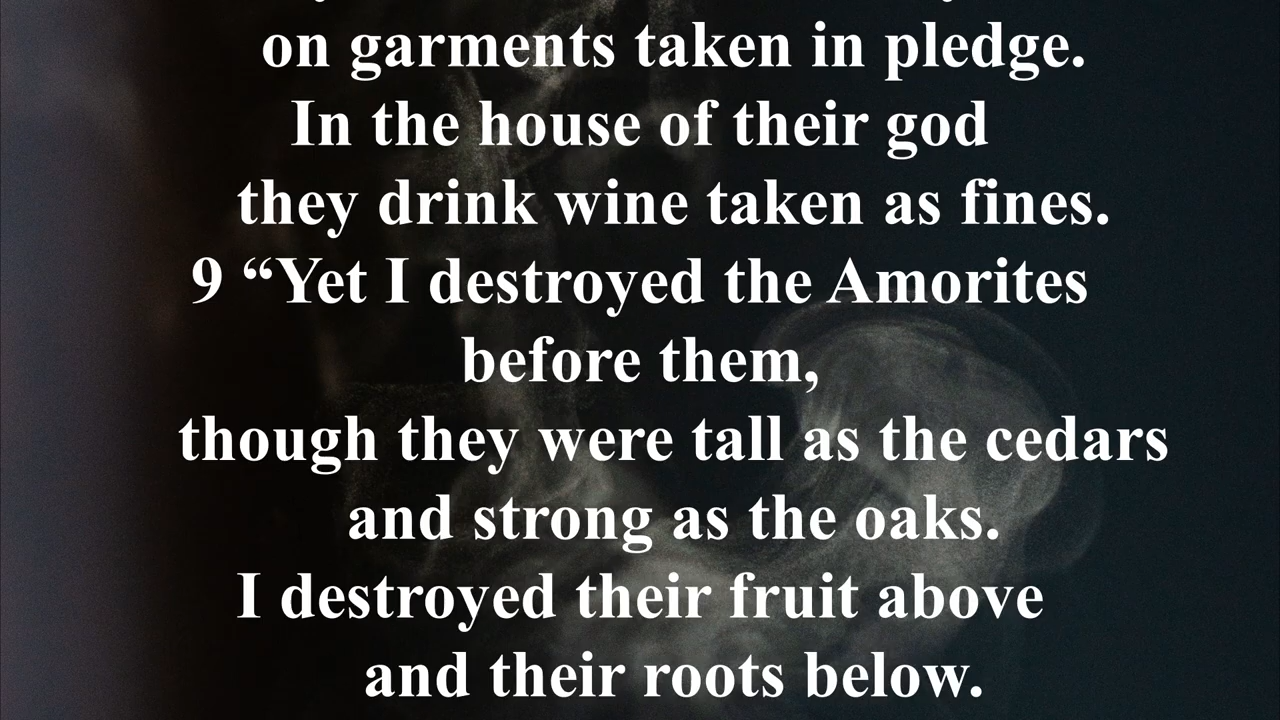 on garments taken in pledge.
In the house of their god
they drink wine taken as fines.
9 “Yet I destroyed the Amorites
before them,
though they were tall as the cedars
and strong as the oaks.
I destroyed their fruit above
and their roots below.